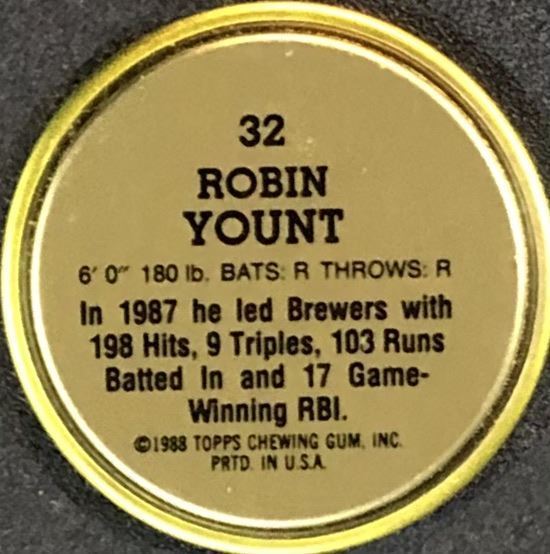 32
ROBIN
YOUNT
6' 0" 180 lb. BATS: R THROWS: R
In 1987 he led Brewers with
198 Hits, 9 Triples, 103 Runs
Batted In and 17 Game-
Winning RBI.
©1988 TOPPS CHEWING GUM, INC.
PRTD. IN U.S.A.